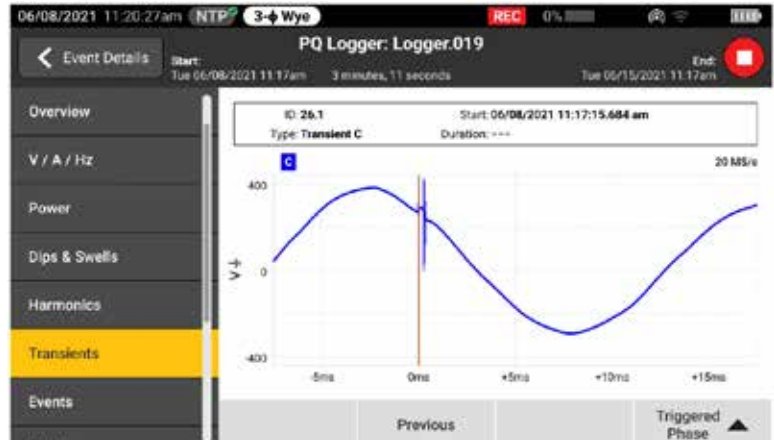 06/08/2021 11:20:27am NTP 3-ϕ Wye REC 0%
Event Details
PQ Logger: Logger.019
Start: End:
Tue 06/08/2021 11:17am 3 minutes, 11 seconds Tue 06/15/2021 11:17am
Overview
V / A / Hz
Power
Dips & Swells
Harmonics
Transients
Events
ID: 26.1 Start: 06/08/2021 11:17:15.684 am
Type: Transient C Duration: ---
C 20 MS/s
400
V
0
-400
-5ms 0ms +5ms +10ms +15ms
Previous
Triggered
Phase